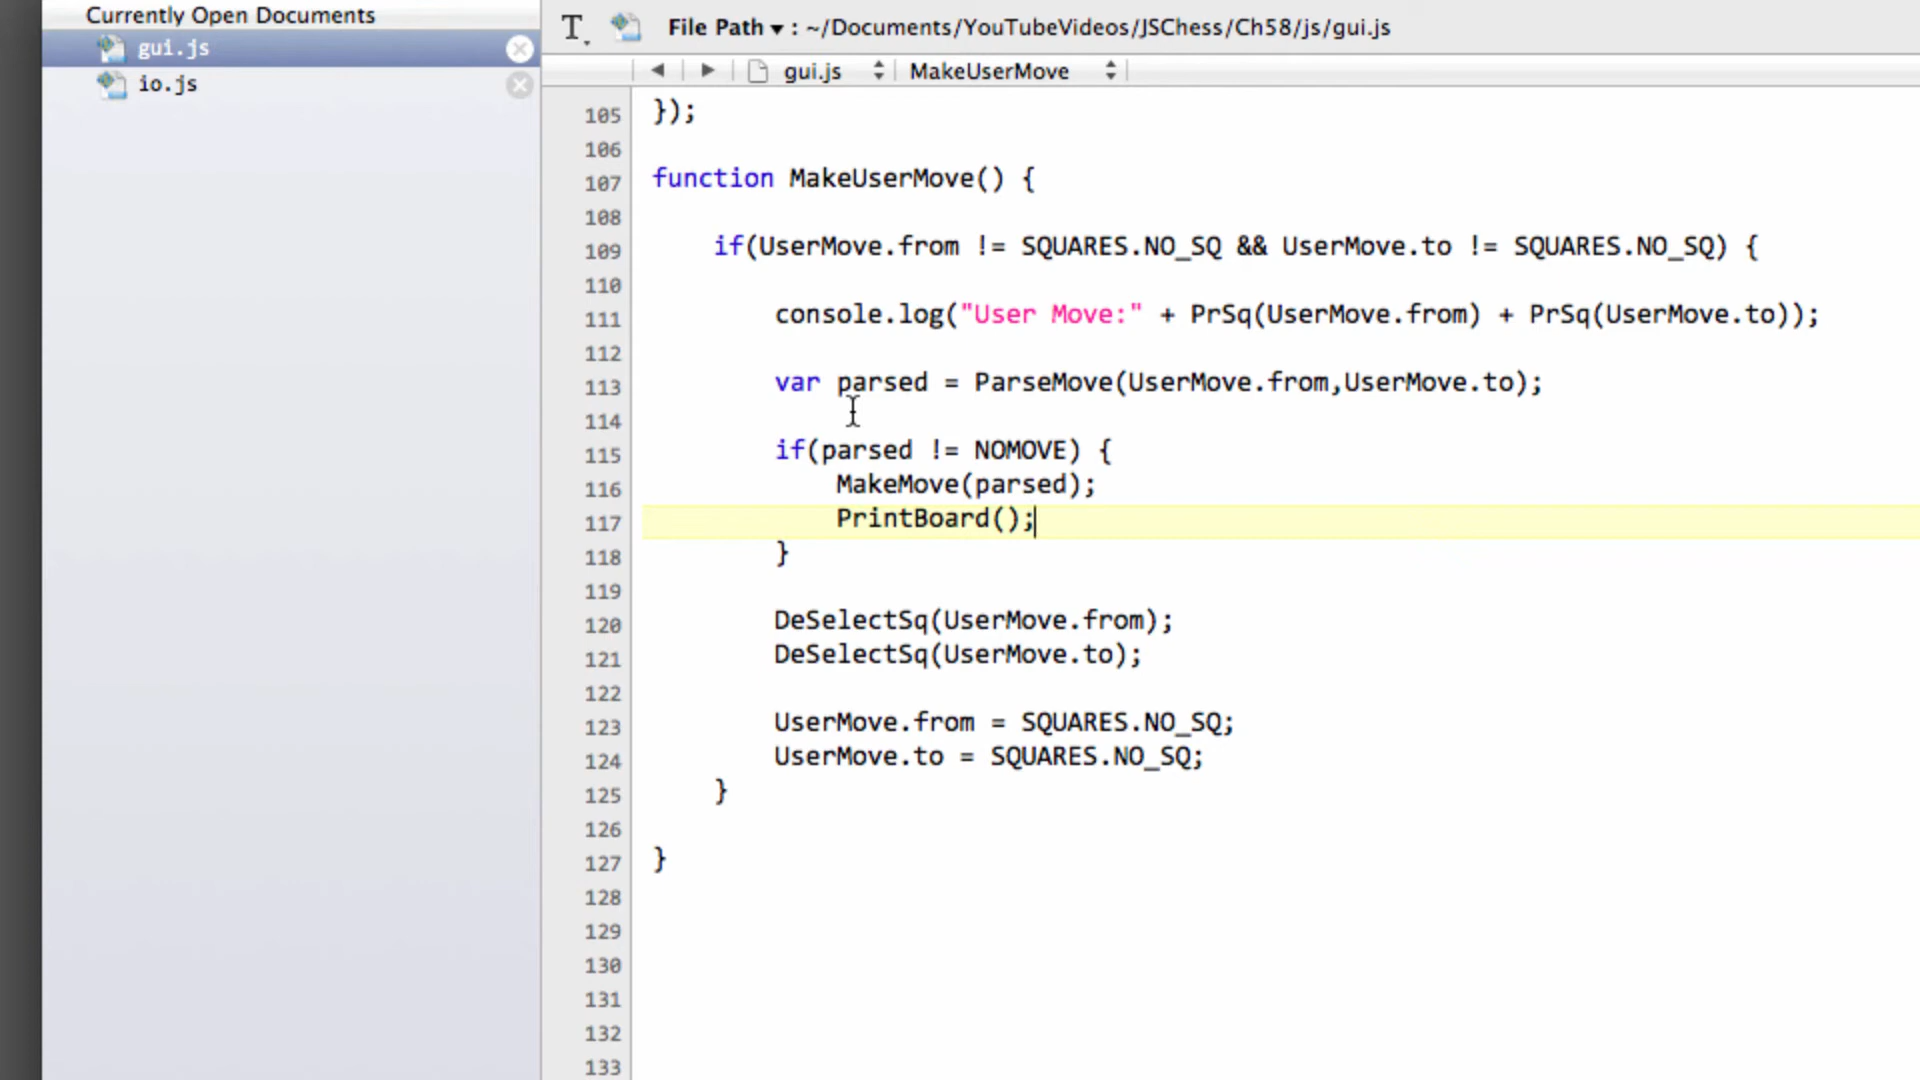 Currently Open Documents
gui.js
io.js
T. File Path ▾ : ~/Documents/YouTubeVideos/JSChess/Ch58/js/gui.js
gui.js MakeUserMove
105 });
106
107 function MakeUserMove() {
108
109 if(UserMove.from != SQUARES.NO_SQ && UserMove.to != SQUARES.NO_SQ) {
110
111 console.log("User Move:" + PrSq(UserMove.from) + PrSq(UserMove.to));
112
113 var parsed = ParseMove(UserMove.from,UserMove.to);
114
115 if(parsed != NOMOVE) {
116 MakeMove(parsed);
117 PrintBoard();
118 }
119
120 DeSelectSq(UserMove.from);
121 DeSelectSq(UserMove.to);
122
123 UserMove.from = SQUARES.NO_SQ;
124 UserMove.to = SQUARES.NO_SQ;
125 }
126
127 }
128
129
130
131
132
133